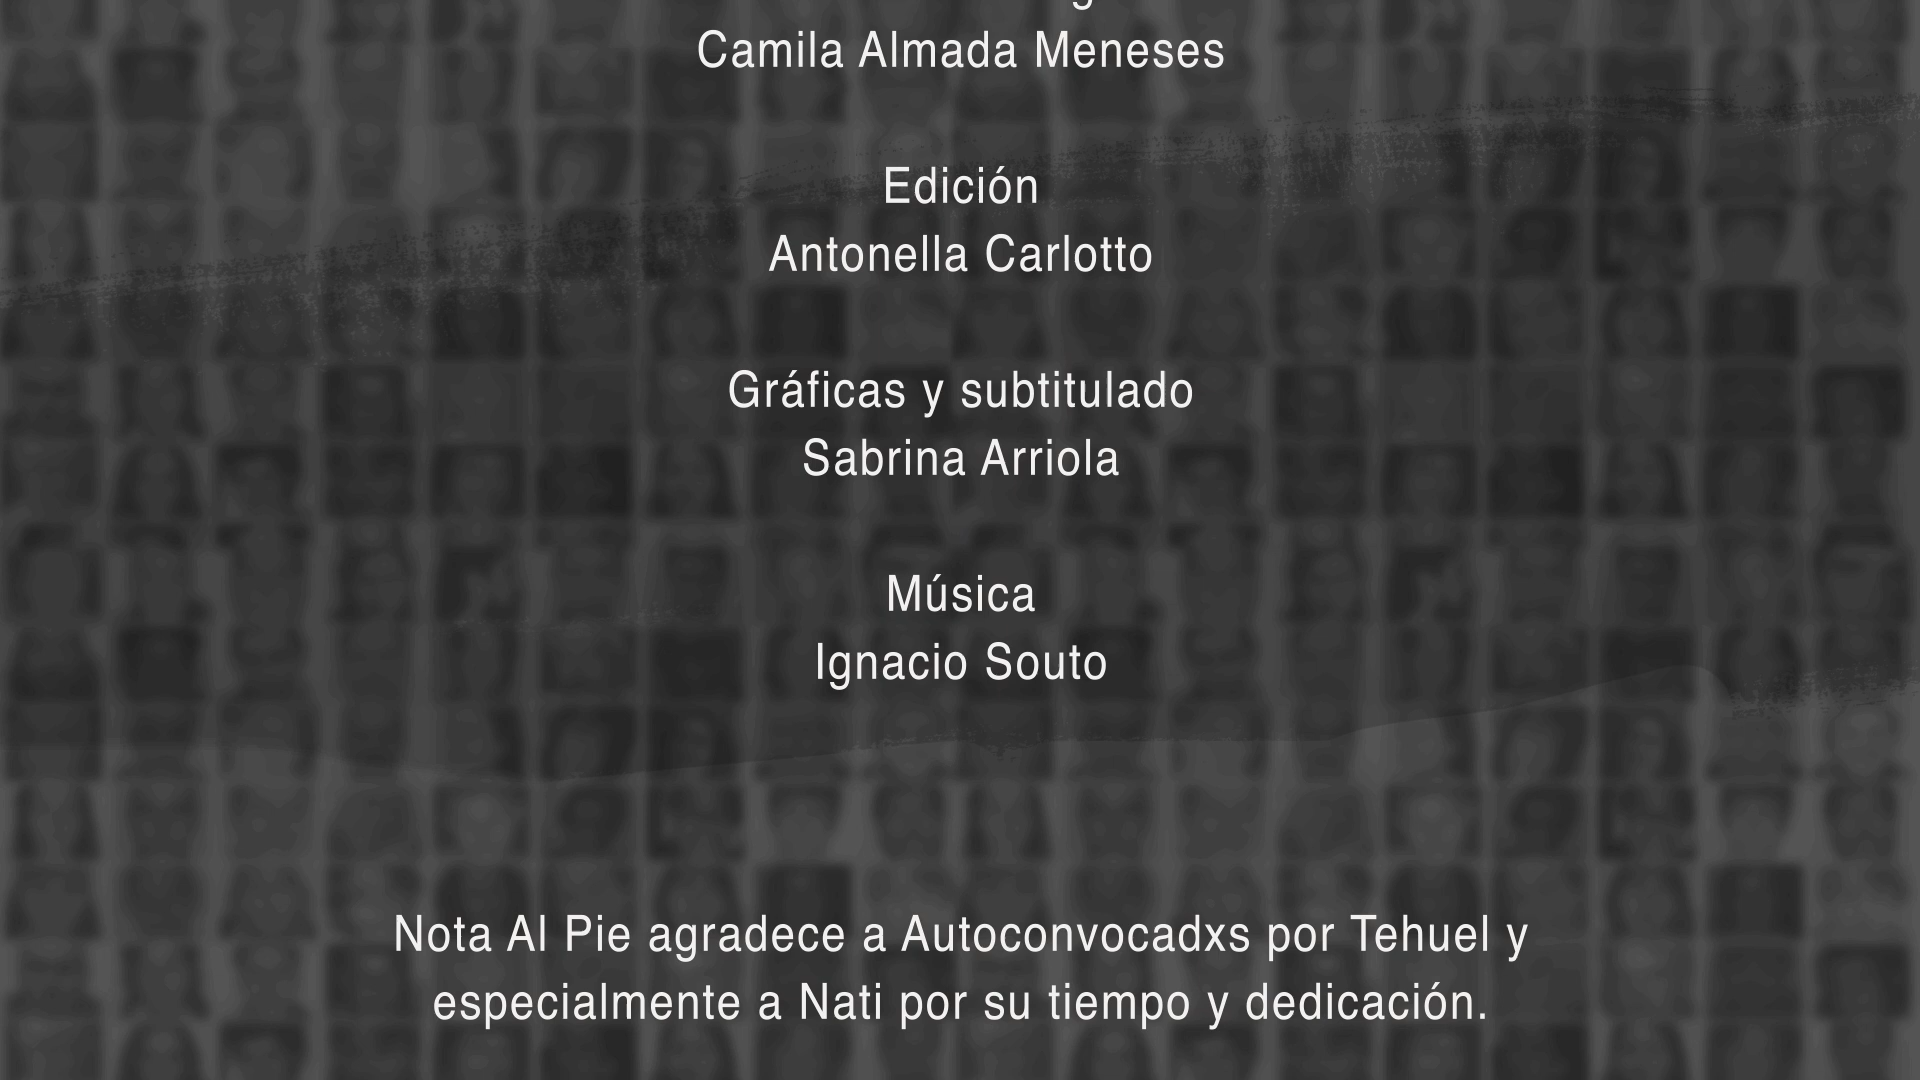 Camila Almada Meneses
Edición
Antonella Carlotto
Gráficas y subtitulado
Sabrina Arriola
Música
Ignacio Souto
Nota Al Pie agradece a Autoconvocadxs por Tehuel y
especialmente a Nati por su tiempo y dedicación.